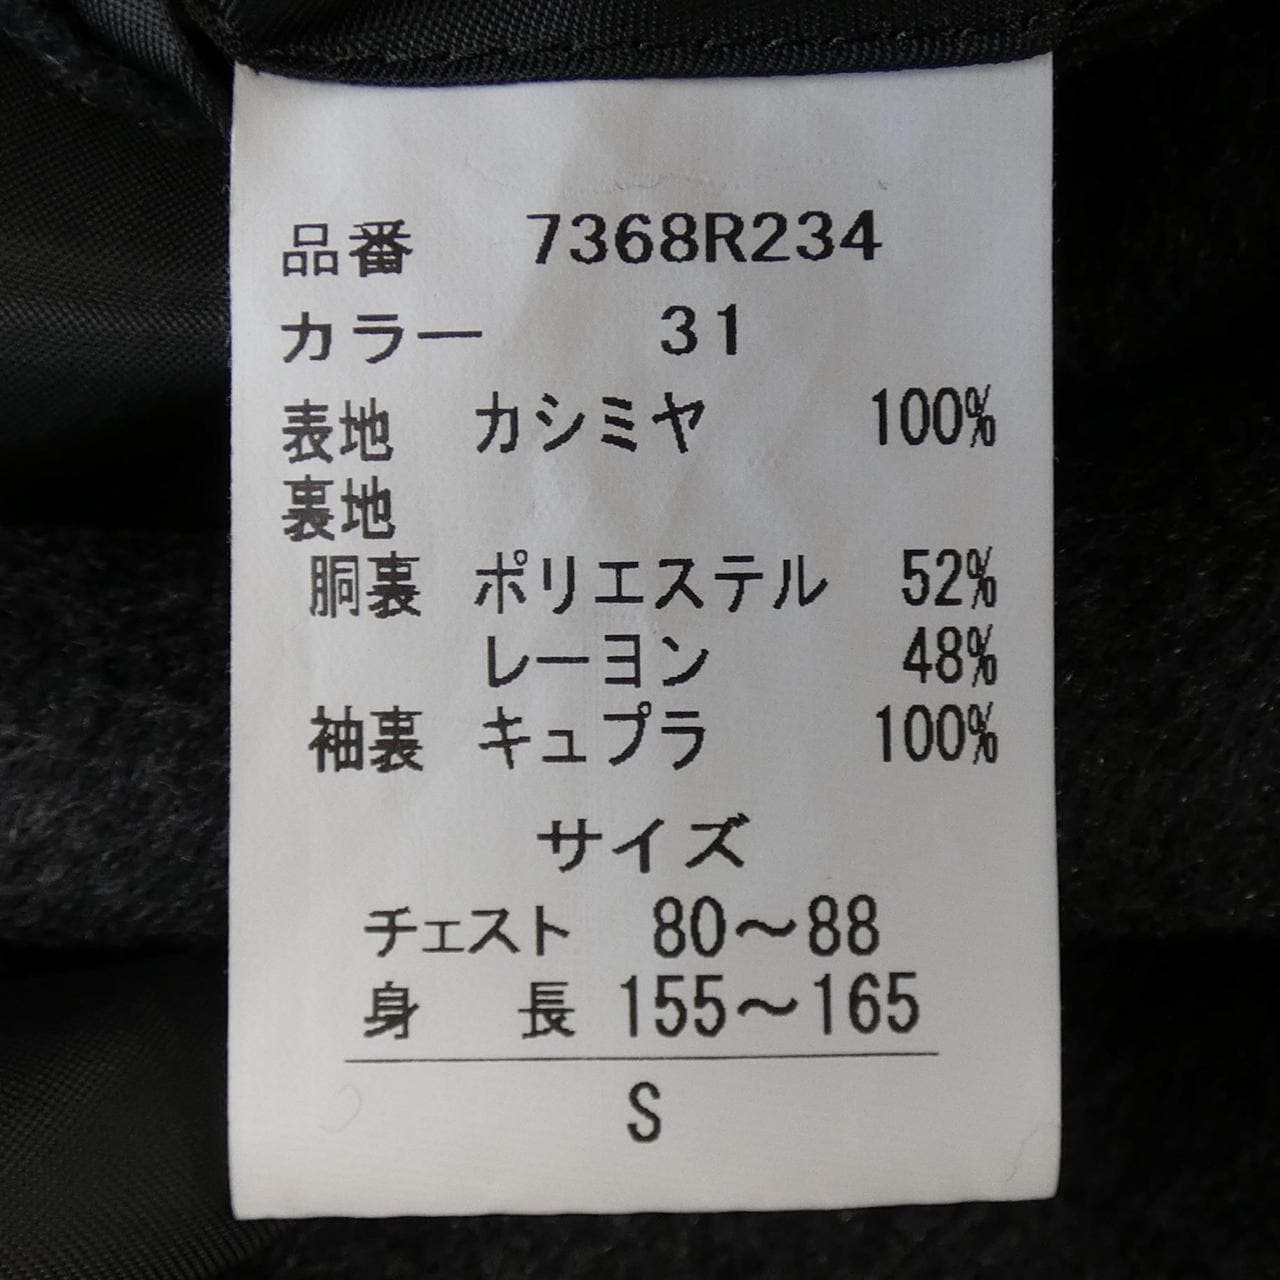 品番 7368R234
カラー 31
表地 カシミヤ 100%
裏地
胴裏 ポリエステル 52%
レーヨン 48%
袖裏 キュプラ 100%
サイズ
チェスト 80〜88
身長 155〜165
S